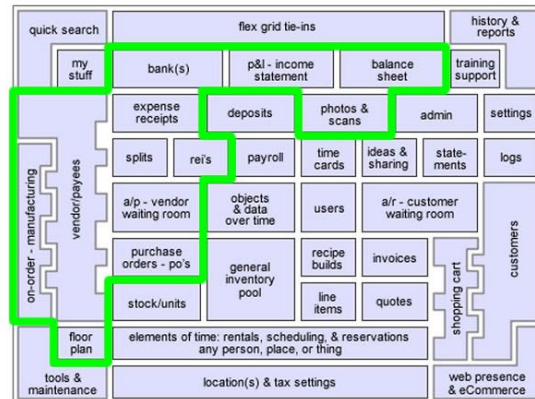 quick search
flex grid tie-ins
history &
reports
my
stuff
bank(s)
p&l - income
statement
balance
sheet
training
support
expense
receipts
deposits
photos &
scans
admin
settings
splits
rei's
payroll
time
cards
ideas &
sharing
state-
ments
logs
on-order - manufacturing
vendor/payees
a/p - vendor
waiting room
objects
& data
over time
users
a/r - customer
waiting room
purchase
orders - po's
general
inventory
pool
recipe
builds
invoices
shopping cart
customers
stock/units
line
items
quotes
floor
plan
elements of time: rentals, scheduling, & reservations
any person, place, or thing
tools &
maintenance
location(s) & tax settings
web presence
& eCommerce